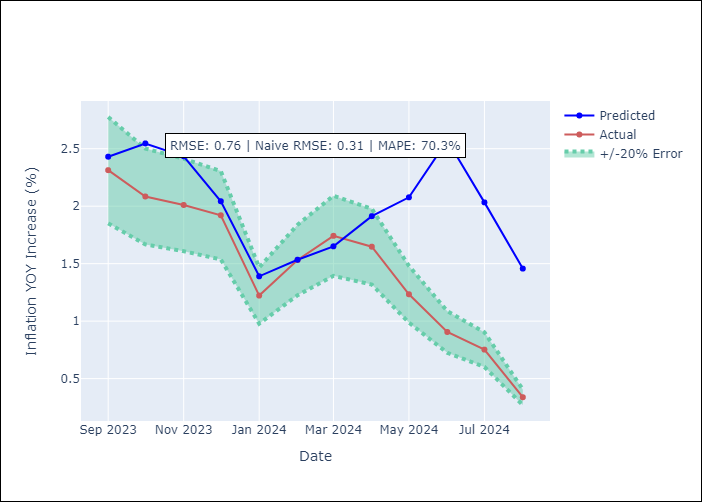 RMSE: 0.76 | Naive RMSE: 0.31 | MAPE: 70.3%
Predicted
Actual
+/-20% Error
Inflation YOY Increase (%)
2.5
2
1.5
1
0.5
Sep 2023
Nov 2023
Jan 2024
Mar 2024
May 2024
Jul 2024
Date